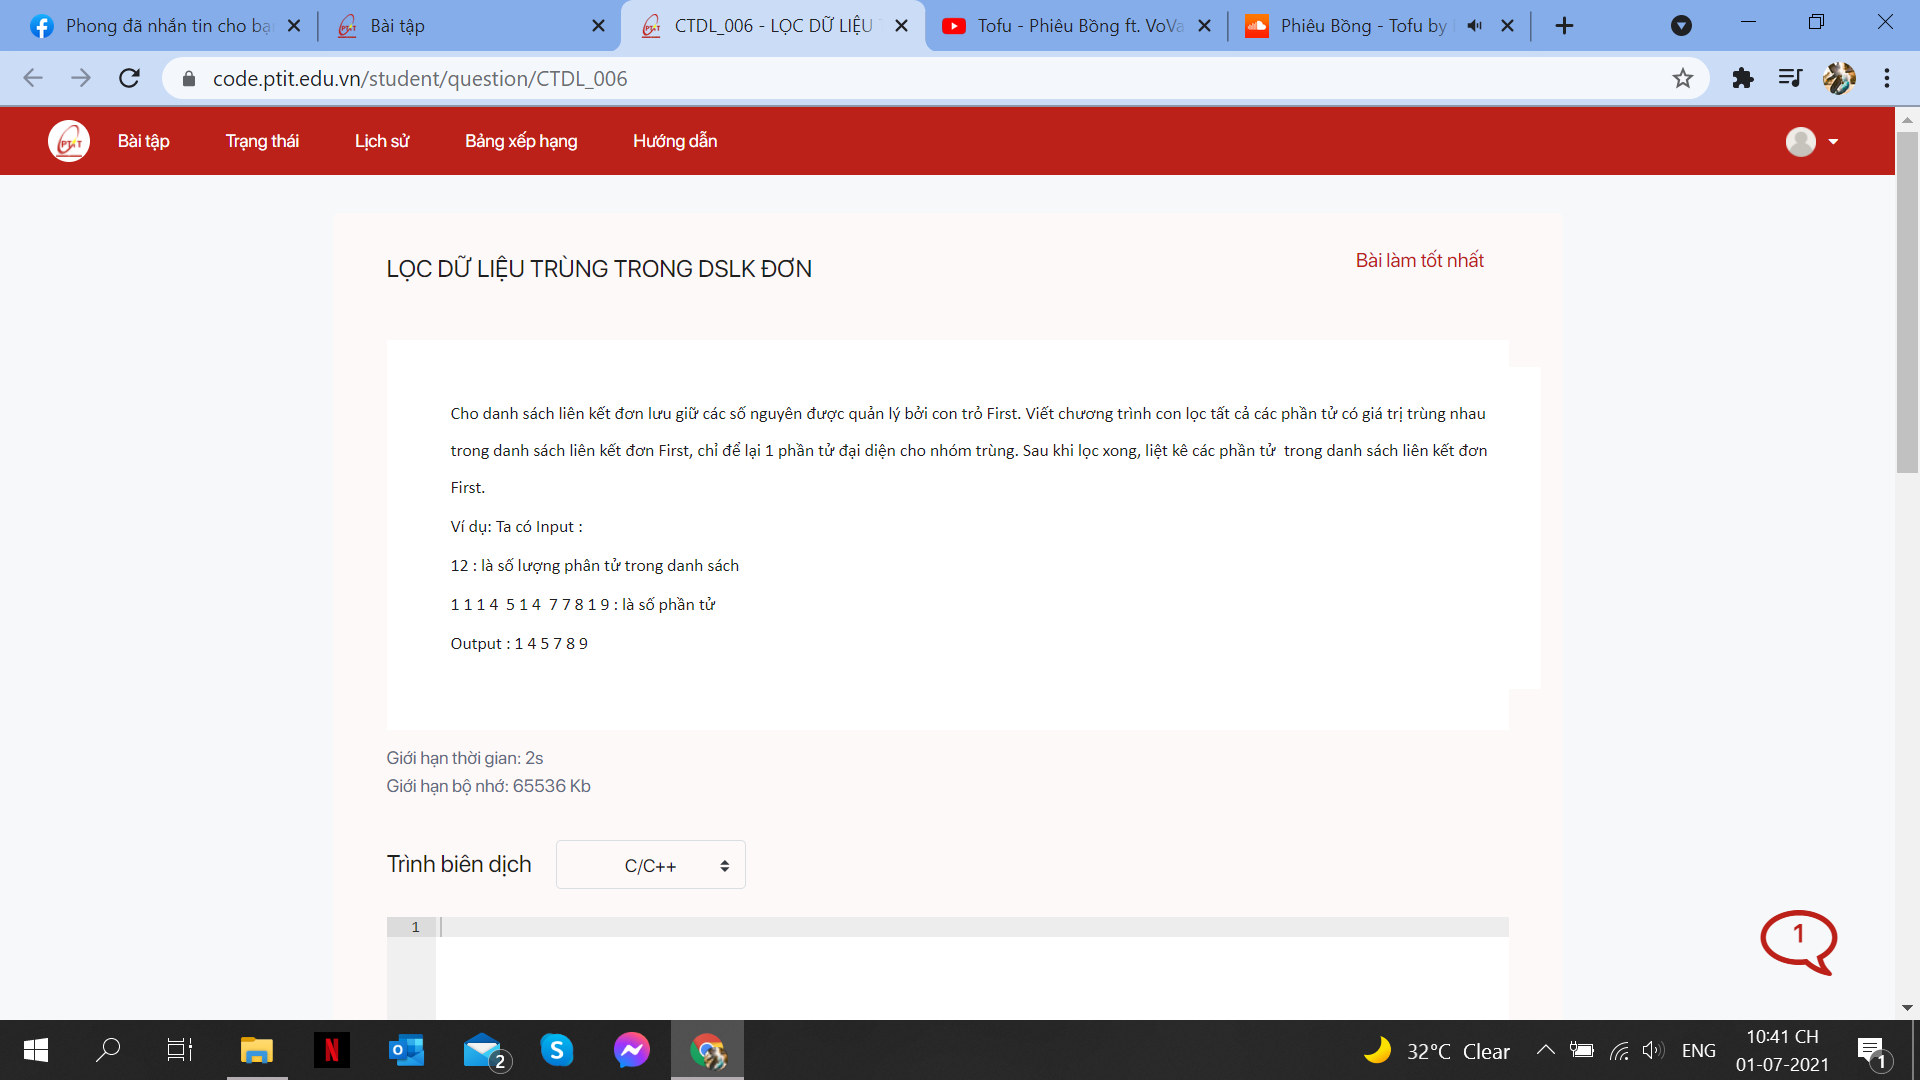 Phong đã nhắn tin cho bạ
Bài tập
CTDL_006 - LỌC DỮ LIỆU
Tofu - Phiêu Bồng ft. VoVa
Phiêu Bồng - Tofu by
code.ptit.edu.vn/student/question/CTDL_006
PTIT
Bài tập
Trạng thái
Lịch sử
Bảng xếp hạng
Hướng dẫn
LỌC DỮ LIỆU TRÙNG TRONG DSLK ĐƠN
Bài làm tốt nhất
Cho danh sách liên kết đơn lưu giữ các số nguyên được quản lý bởi con trỏ First. Viết chương trình con lọc tất cả các phần tử có giá trị trùng nhau
trong danh sách liên kết đơn First, chỉ để lại 1 phần tử đại diện cho nhóm trùng. Sau khi lọc xong, liệt kê các phần tử  trong danh sách liên kết đơn
First.
Ví dụ: Ta có Input :
12 : là số lượng phân tử trong danh sách
1 1 1 4  5 1 4  7 7 8 1 9 : là số phần tử
Output : 1 4 5 7 8 9
Giới hạn thời gian: 2s
Giới hạn bộ nhớ: 65536 Kb
Trình biên dịch
C/C++
1
1
N
2
S
32°C Clear
ENG
10:41 CH
01-07-2021
1